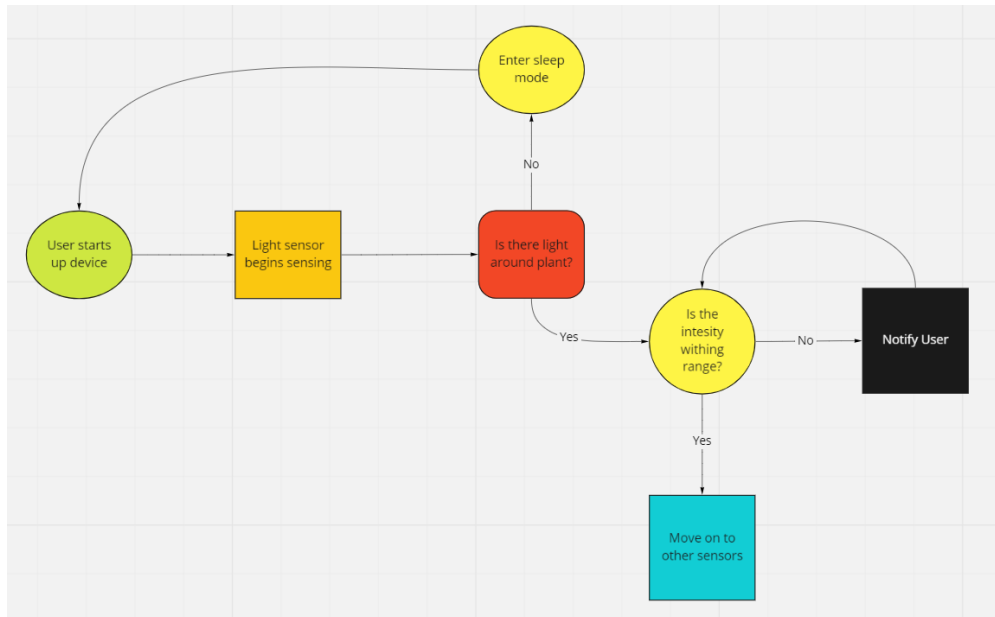 Enter sleep
mode
No
User starts
up device
Light sensor
begins sensing
Is there light
around plant?
Yes
Is the
intesity
withing
range?
No
Notify User
Yes
Move on to
other sensors